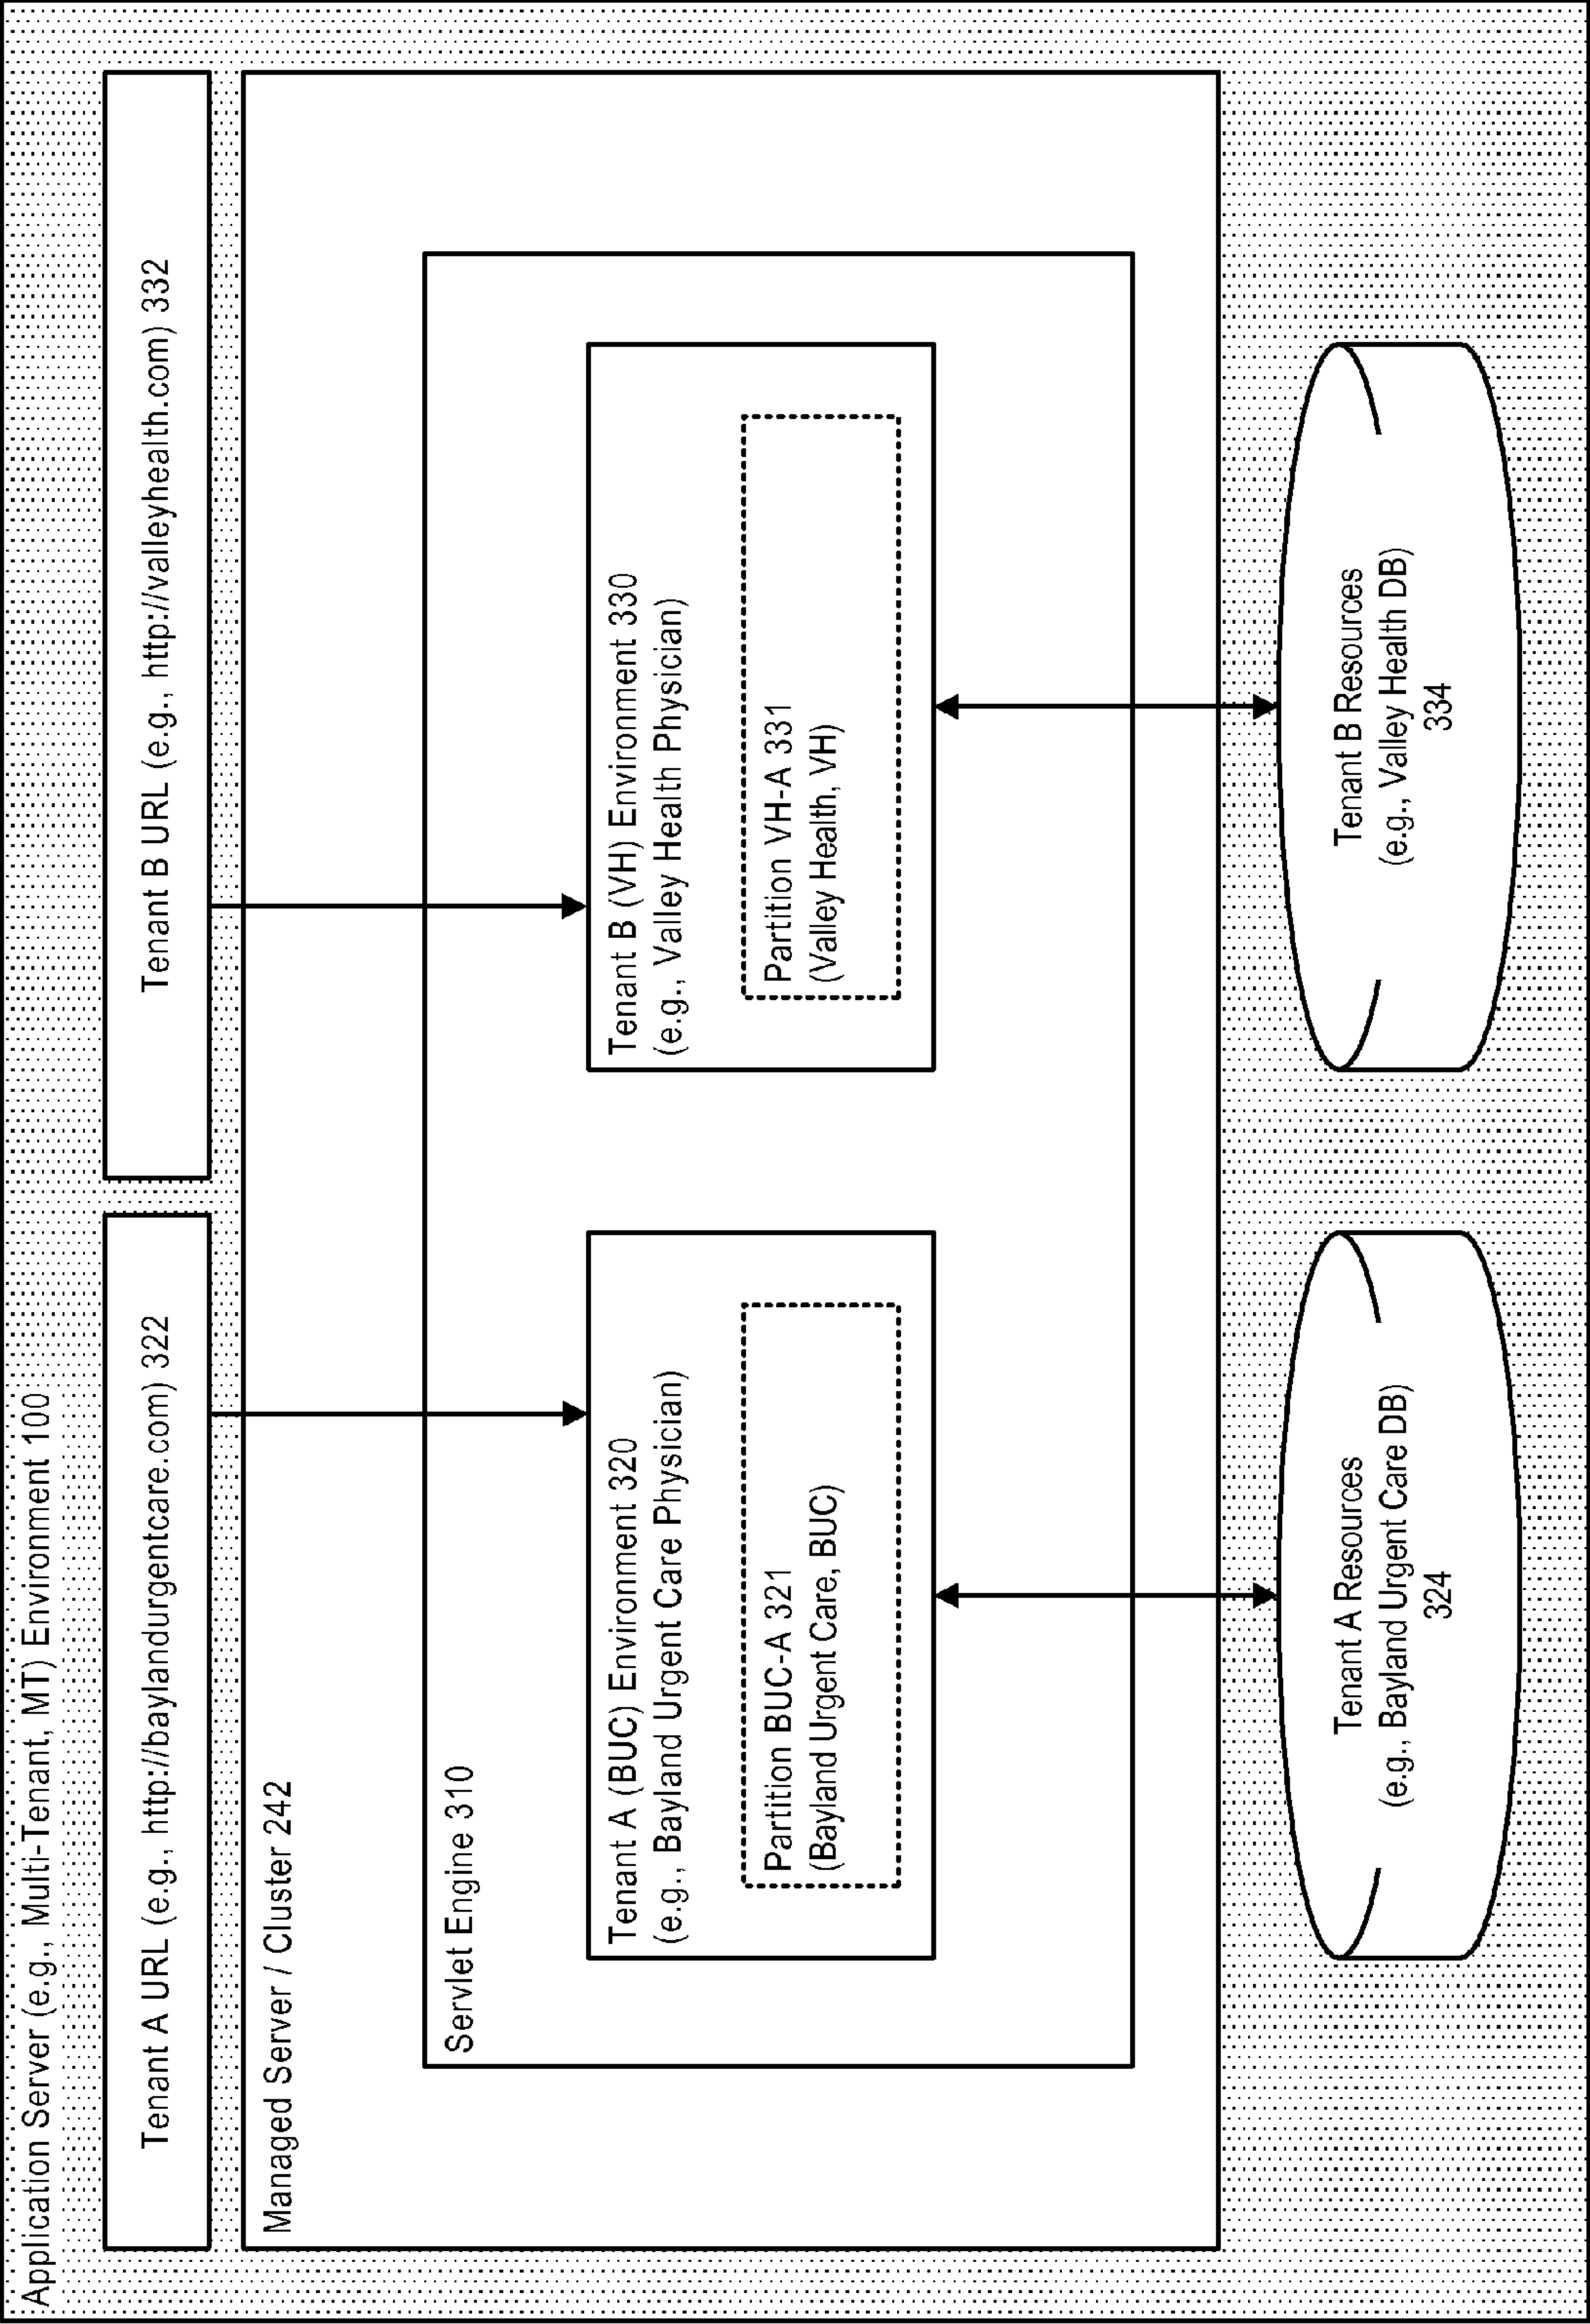 Application Server (e.g., Multi-Tenant, MT) Environment 100
Tenant A URL (e.g., http://baylandurgentcare.com) 322
Tenant B URL (e.g., http://valleyhealth.com) 332
Managed Server / Cluster 242
Servlet Engine 310
Tenant A (BUC) Environment 320
(e.g., Bayland Urgent Care Physician)
Partition BUC-A 321
(Bayland Urgent Care, BUC)
Tenant B (VH) Environment 330
(e.g., Valley Health Physician)
Partition VH-A 331
(Valley Health, VH)
Tenant A Resources
(e.g., Bayland Urgent Care DB)
324
Tenant B Resources
(e.g., Valley Health DB)
334